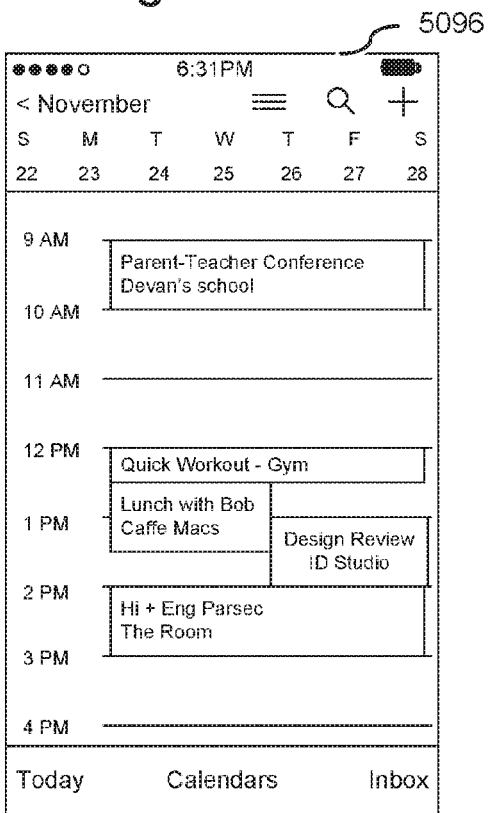 5096
6:31PM
< November
S M T W T F S
22 23 24 25 26 27 28
9 AM
Parent-Teacher Conference
Devan's school
10 AM
11 AM
12 PM
Quick Workout - Gym
Lunch with Bob
Caffe Macs
1 PM
Design Review
ID Studio
2 PM
Hi + Eng Parsec
The Room
3 PM
4 PM
Today Calendars Inbox